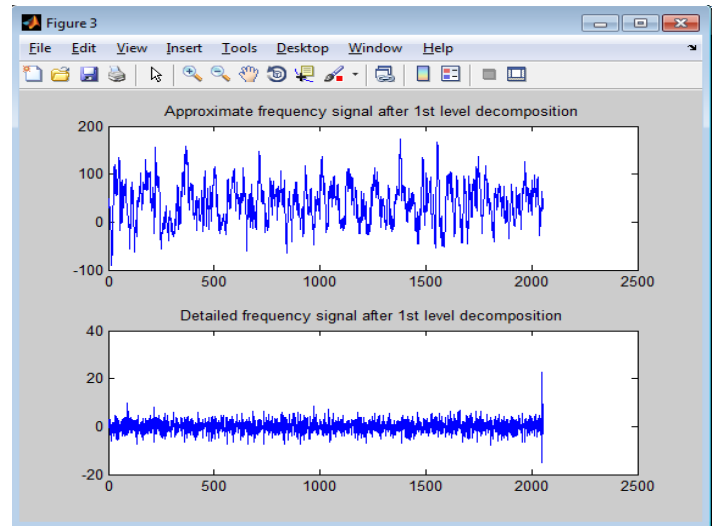 Figure 3
File Edit View Insert Tools Desktop Window Help
Approximate frequency signal after 1st level decomposition
200
100
0
-100
0 500 1000 1500 2000 2500
Detailed frequency signal after 1st level decomposition
40
20
0
-20
0 500 1000 1500 2000 2500